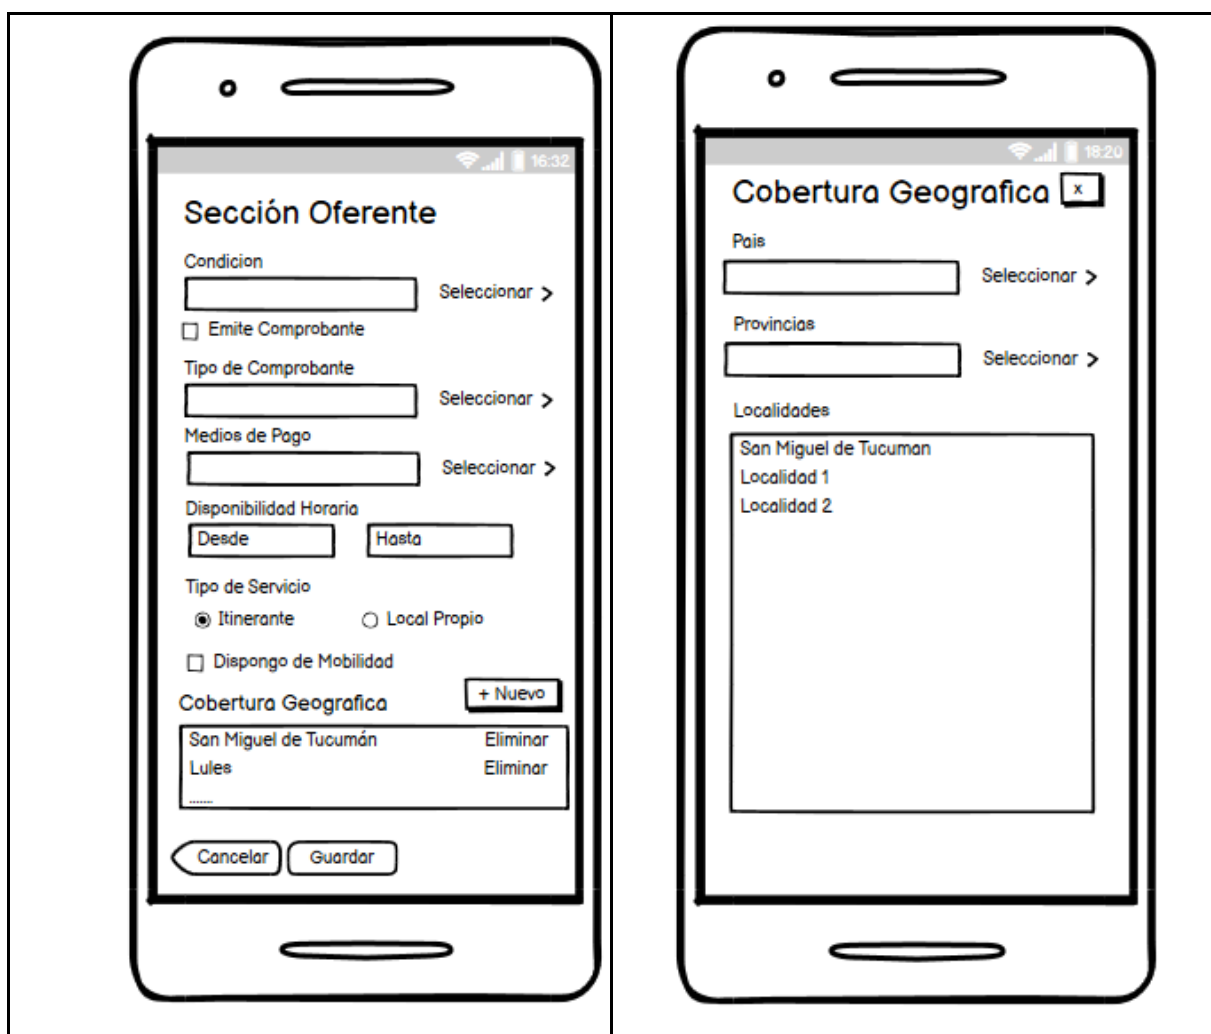 16:32
Sección Oferente
Condicion
Seleccionar >
Emite Comprobante
Tipo de Comprobante
Seleccionar >
Medios de Pago
Seleccionar >
Disponibilidad Horaria
Desde Hasta
Tipo de Servicio
Itinerante Local Propio
Dispongo de Mobilidad
+ Nuevo
Cobertura Geografica
San Miguel de Tucumán Eliminar
Lules Eliminar
.......
Cancelar Guardar
18:20
Cobertura Geografica x
Pais
Seleccionar >
Provincias
Seleccionar >
Localidades
San Miguel de Tucuman
Localidad 1
Localidad 2